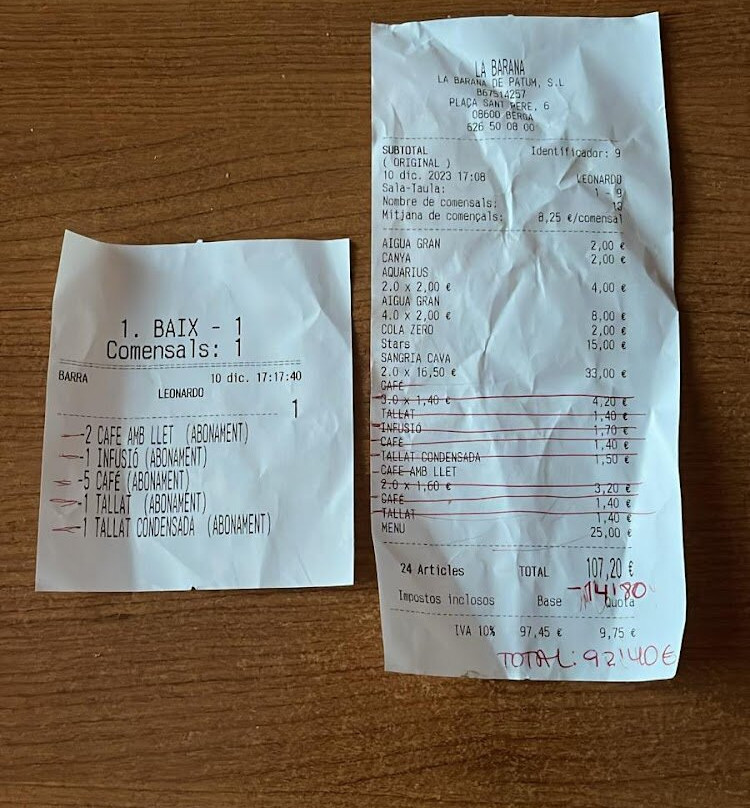 1. BAIX - 1
Comensals: 1
BARRA 10 dic. 17:17:40
LEONARDO
1
-2 CAFE AMB LLET (ABONAMENT)
-1 INFUSIÓ (ABONAMENT)
-5 CAFÉ (ABONAMENT)
-1 TALLAT (ABONAMENT)
-1 TALLAT CONDENSADA (ABONAMENT)
LA BARANA
LA BARANA DE PATUM, S.L
B67514257
PLAÇA SANT PERE, 6
08600 BERGA
626 50 08 00
SUBTOTAL Identificador: 9
( ORIGINAL )
10 dic. 2023 17:08 LEONARDO
Sala-Taula: 1 - 9
Nombre de comensals: 13
Mitjana de començals: 8,25 €/comensal
AIGUA GRAN 2,00 €
CANYA 2,00 €
AQUARIUS
2.0 x 2,00 € 4,00 €
AIGUA GRAN
4.0 x 2,00 € 8,00 €
COLA ZERO 2,00 €
Stars 15,00 €
SANGRIA CAVA
2.0 x 16,50 € 33,00 €
CAFÉ
3.0 x 1,40 € 4,20 €
TALLAT 1,40 €
INFUSIÓ 1,70 €
CAFÉ 1,40 €
TALLAT CONDENSADA 1,50 €
CAFE AMB LLET
2.0 x 1,60 € 3,20 €
CAFÉ 1,40 €
TALLAT 1,40 €
MENU 25,00 €
24 Articles TOTAL 107,20 €
-14'80
Impostos inclosos Base Quota
IVA 10% 97,45 € 9,75 €
TOTAL: 92'40€